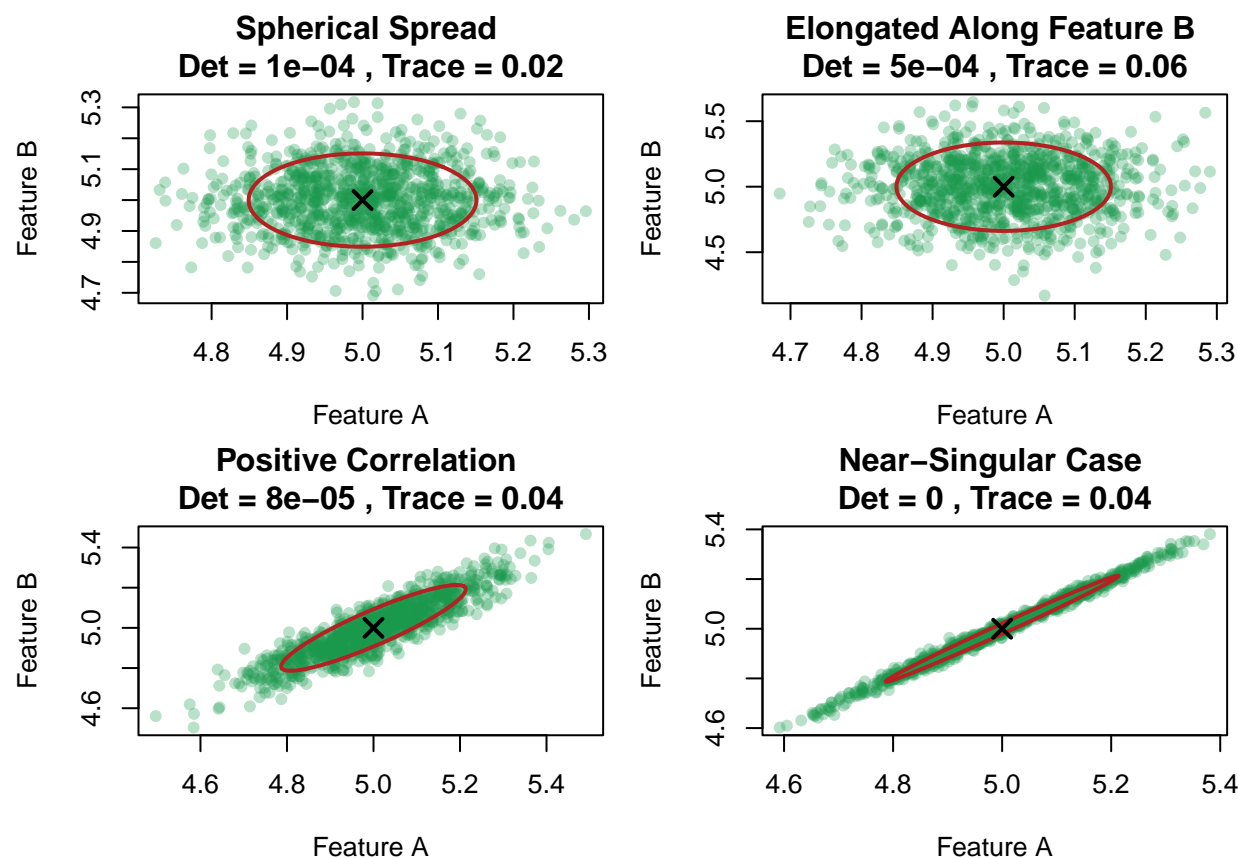 Spherical Spread
Det = 1e−04 , Trace = 0.02
Feature B
4.7 4.9 5.1 5.3
4.8 4.9 5.0 5.1 5.2 5.3
Feature A
Elongated Along Feature B
Det = 5e−04 , Trace = 0.06
Feature B
4.5 5.0 5.5
4.7 4.8 4.9 5.0 5.1 5.2 5.3
Feature A
Positive Correlation
Det = 8e−05 , Trace = 0.04
Feature B
4.6 5.0 5.4
4.6 4.8 5.0 5.2 5.4
Feature A
Near−Singular Case
Det = 0 , Trace = 0.04
Feature B
4.6 5.0 5.4
4.6 4.8 5.0 5.2 5.4
Feature A